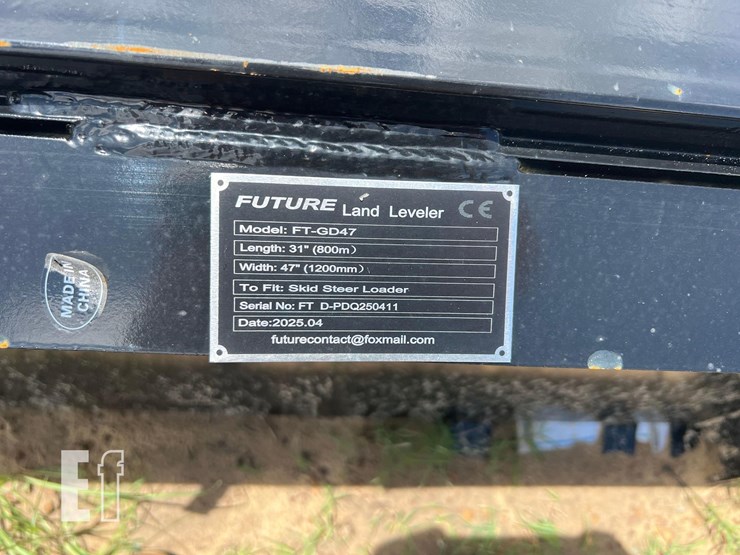 FUTURE Land Leveler CE
Model: FT-GD47
Length: 31" (800m)
Width: 47" (1200mm)
To Fit: Skid Steer Loader
Serial No: FT D-PDQ250411
Date:2025.04
futurecontact@foxmail.com
MADE IN
CHINA
Ef